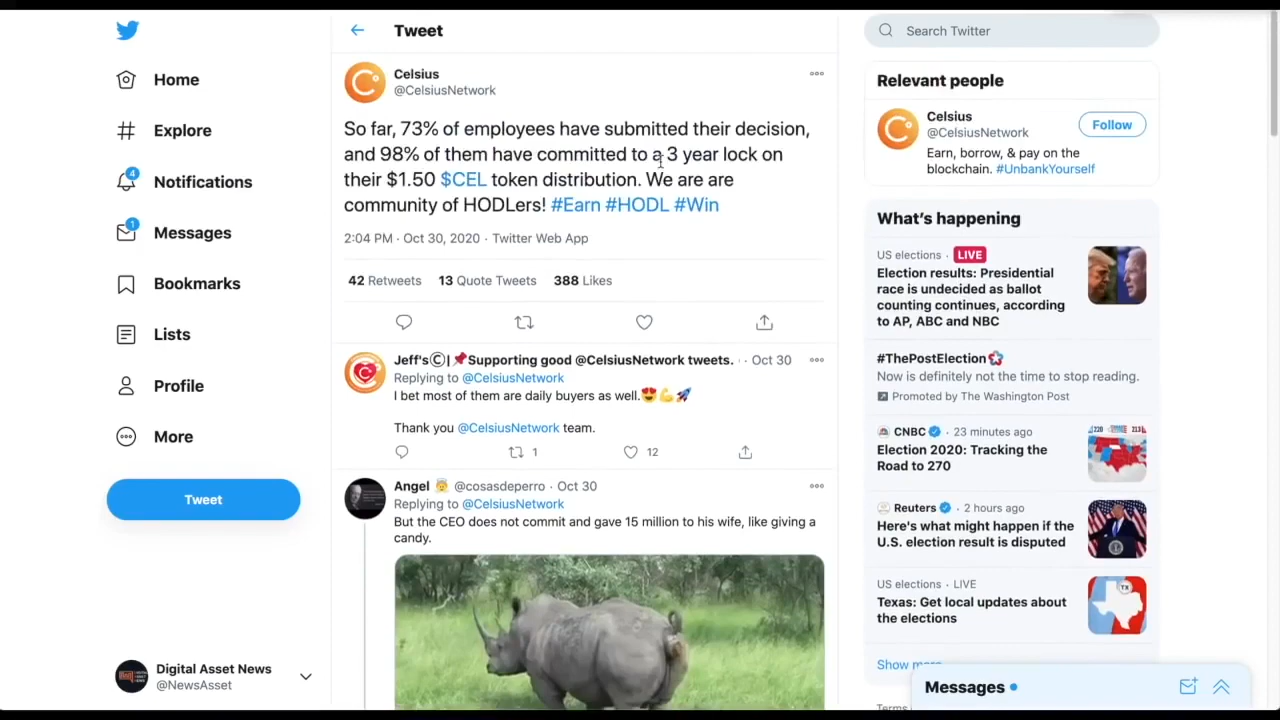 Home
Explore
4
Notifications
1
Messages
Bookmarks
Lists
Profile
More
Tweet
Digital Asset News
@NewsAsset
Tweet
Celsius
@CelsiusNetwork
So far, 73% of employees have submitted their decision,
and 98% of them have committed to a 3 year lock on
their $1.50 $CEL token distribution. We are are
community of HODLers! #Earn #HODL #Win
2:04 PM · Oct 30, 2020 · Twitter Web App
42 Retweets 13 Quote Tweets 388 Likes
Jeff'sⒸ| 📌Supporting good @CelsiusNetwork tweets. · Oct 30
Replying to @CelsiusNetwork
I bet most of them are daily buyers as well.😍💪🚀
Thank you @CelsiusNetwork team.
1 12
Angel @cosasdeperro · Oct 30
Replying to @CelsiusNetwork
But the CEO does not commit and gave 15 million to his wife, like giving a
candy.
Search Twitter
Relevant people
Celsius
@CelsiusNetwork
Follow
Earn, borrow, & pay on the
blockchain. #UnbankYourself
What's happening
US elections · LIVE
Election results: Presidential
race is undecided as ballot
counting continues, according
to AP, ABC and NBC
#ThePostElection
Now is definitely not the time to stop reading.
Promoted by The Washington Post
CNBC · 23 minutes ago
Election 2020: Tracking the
Road to 270
Reuters · 2 hours ago
Here's what might happen if the
U.S. election result is disputed
US elections · LIVE
Texas: Get local updates about
the elections
Show more
Messages
Terms